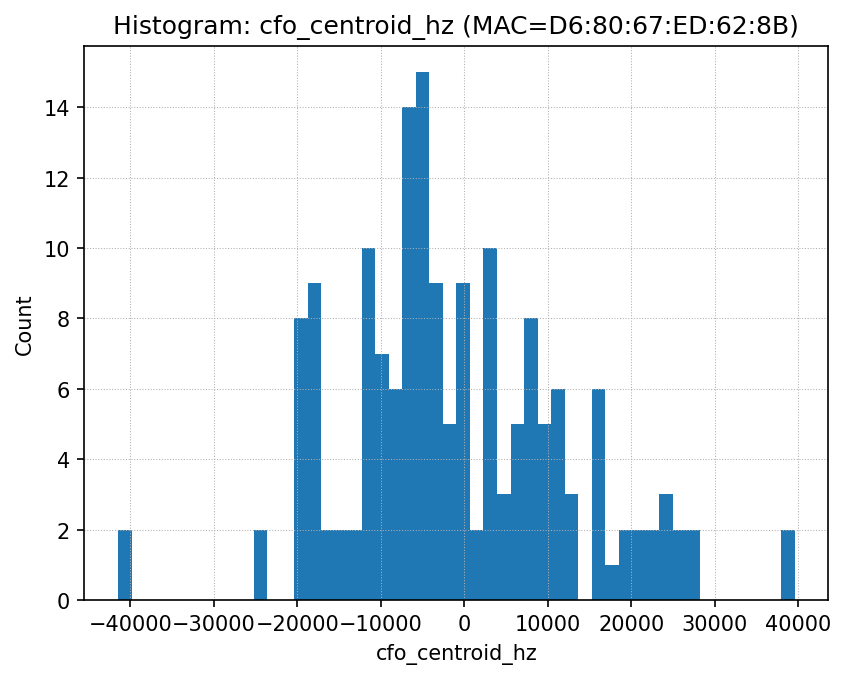 Histogram: cfo_centroid_hz (MAC=D6:80:67:ED:62:8B)
14
12
10
8
6
4
2
0
Count
−40000 −30000 −20000 −10000 0 10000 20000 30000 40000
cfo_centroid_hz